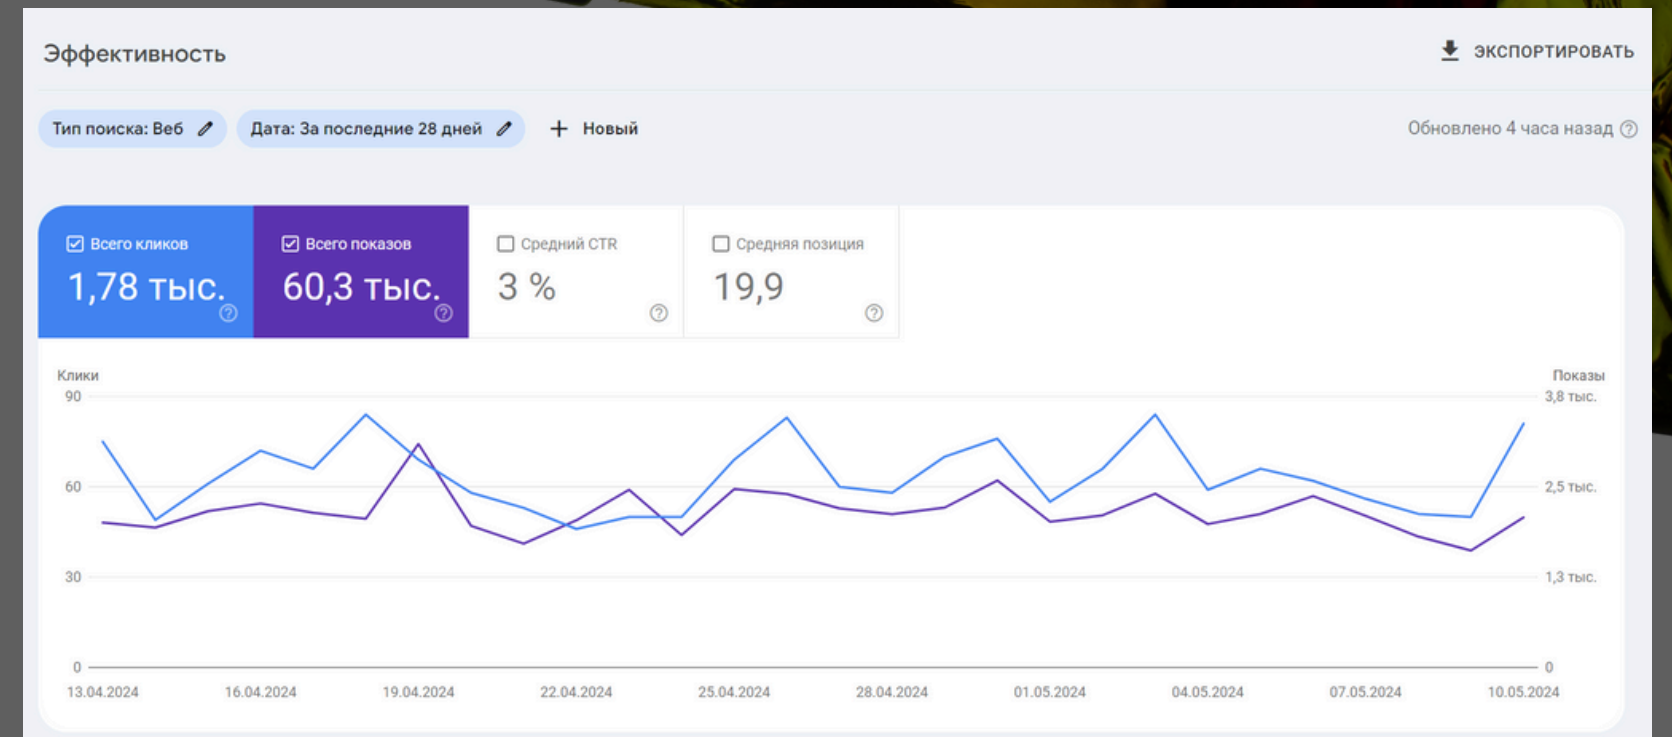 Эффективность
ЭКСПОРТИРОВАТЬ
Тип поиска: Веб
Дата: За последние 28 дней
Новый
Обновлено 4 часа назад
Всего кликов
1,78 тыс.
Всего показов
60,3 тыс.
Средний CTR
3 %
Средняя позиция
19,9
Клики
Показы
90
3,8 тыс.
60
2,5 тыс.
30
1,3 тыс.
0
0
13.04.2024
16.04.2024
19.04.2024
22.04.2024
25.04.2024
28.04.2024
01.05.2024
04.05.2024
07.05.2024
10.05.2024